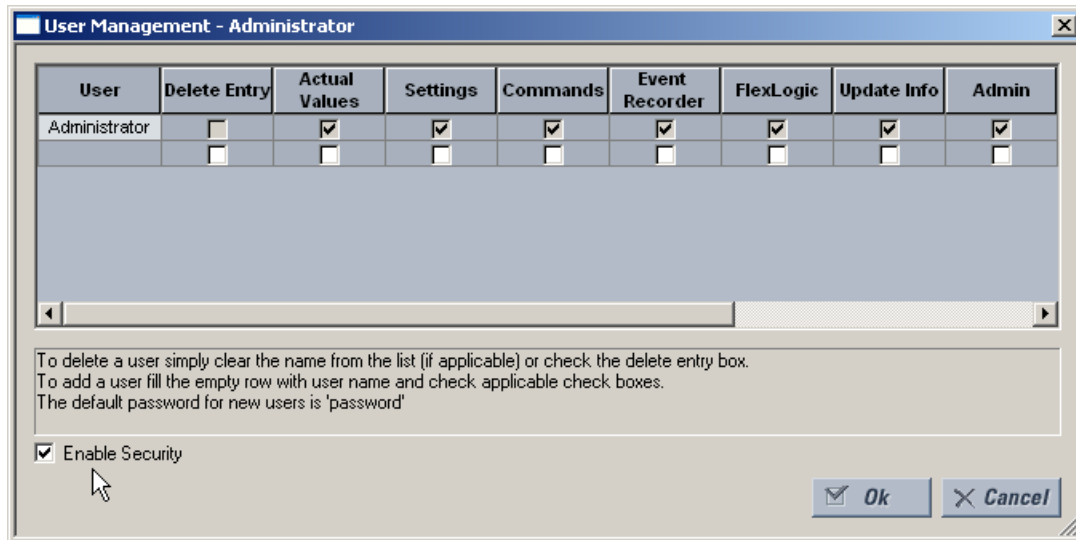 User Management - Administrator
User Delete Entry Actual Values Settings Commands Event Recorder FlexLogic Update Info Admin
Administrator
To delete a user simply clear the name from the list (if applicable) or check the delete entry box.
To add a user fill the empty row with user name and check applicable check boxes.
The default password for new users is 'password'
Enable Security
Ok Cancel